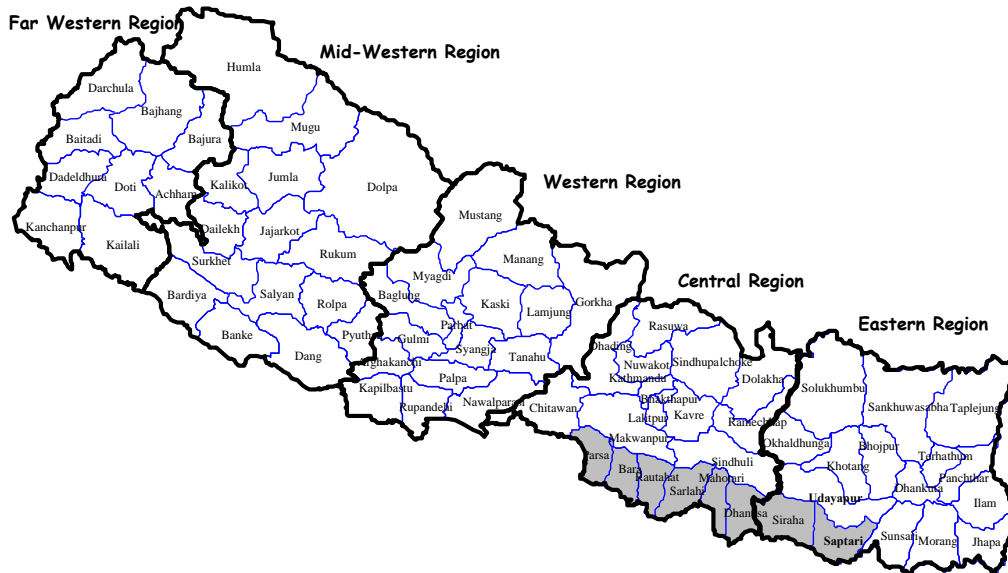 Far Western Region
Mid-Western Region
Humla
Darchula
Bajhang
Mugu
Baitadi
Bajura
Dadeldhura
Doti
Achham
Kalikot
Jumla
Dolpa
Western Region
Mustang
Kanchanpur
Kailali
Dailekh
Jajarkot
Rukum
Surkhet
Manang
Myagdi
Bardiya
Salyan
Rolpa
Baglung
Kaski
Lamjung
Gorkha
Central Region
Banke
Dang
Pyuthan
Gulmi
Parbat
Syangja
Tanahu
Arghakanchi
Kapilbastu
Palpa
Rupandehi
Nawalparasi
Rasuwa
Dhading
Nuwakot
Sindhupalchoke
Kathmandu
Dolakha
Eastern Region
Chitawan
Bhakthapur
Lalitpur
Kavre
Ramechhap
Makwanpur
Sindhuli
Solukhumbu
Sankhuwasabha
Taplejung
Okhaldhunga
Bhojpur
Khotang
Terhathum
Panchthar
Dhankuta
Ilam
Parsa
Bara
Rautahat
Sarlahi
Mahottri
Dhanusa
Siraha
Udayapur
Saptari
Sunsari
Morang
Jhapa